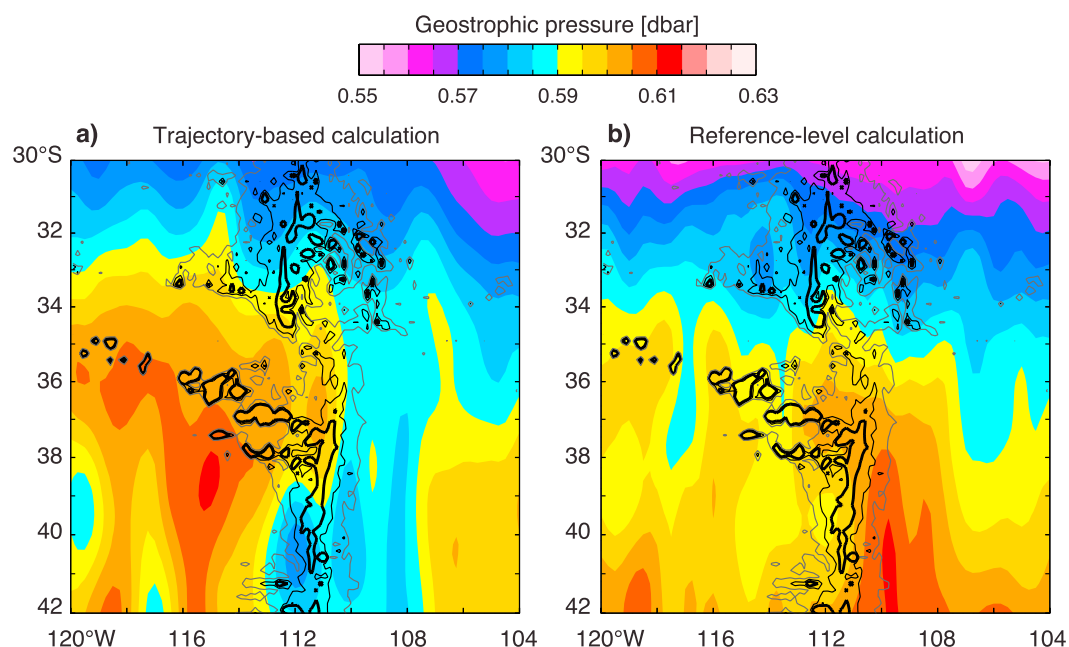 Geostrophic pressure [dbar]
0.55 0.57 0.59 0.61 0.63
a) Trajectory-based calculation
b) Reference-level calculation
30°S
32
34
36
38
40
42
120°W 116 112 108 104
30°S
32
34
36
38
40
42
120°W 116 112 108 104